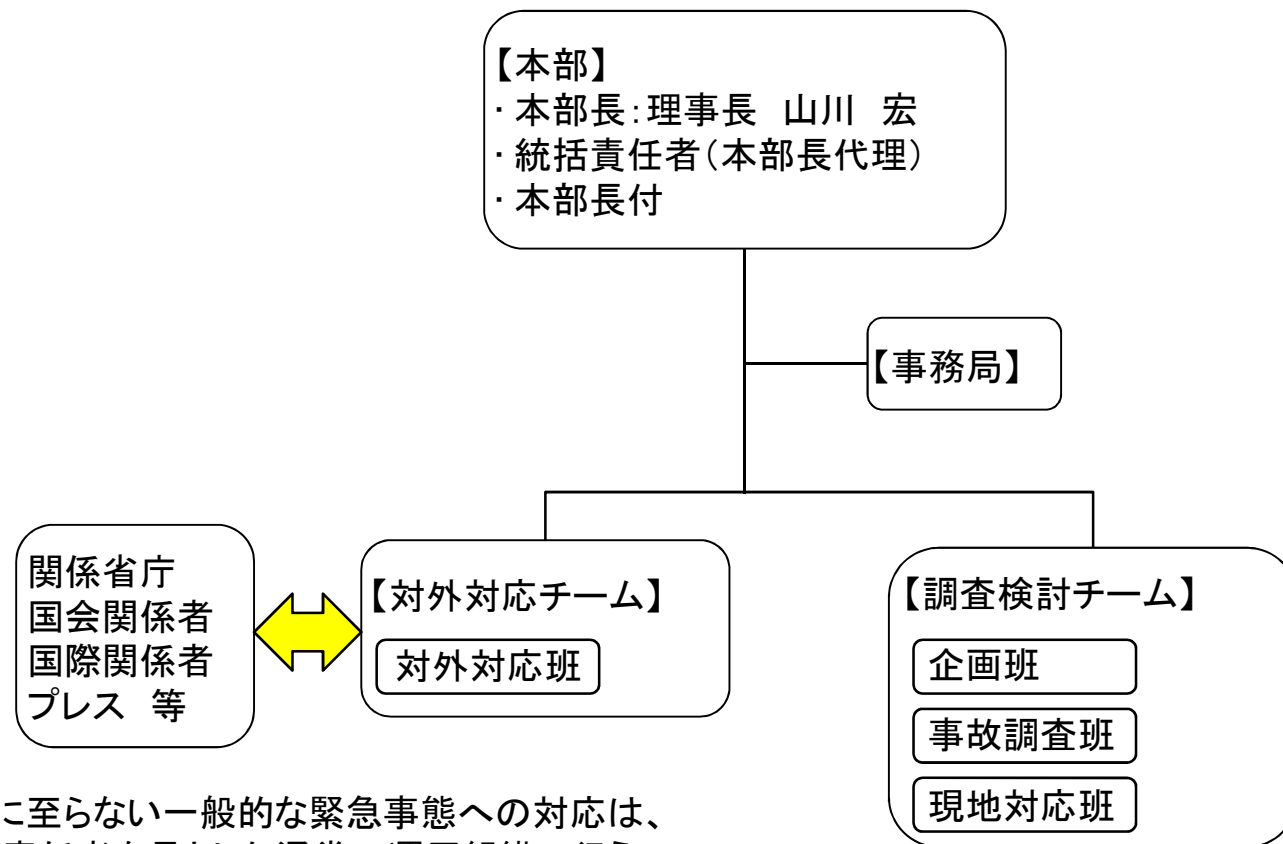 【本部】
・本部長：理事長　山川　宏
・統括責任者（本部長代理）
・本部長付
【事務局】
関係省庁
国会関係者
国際関係者
プレス　等
【対外対応チーム】
対外対応班
【調査検討チーム】
企画班
事故調査班
現地対応班
に至らない一般的な緊急事態への対応は、